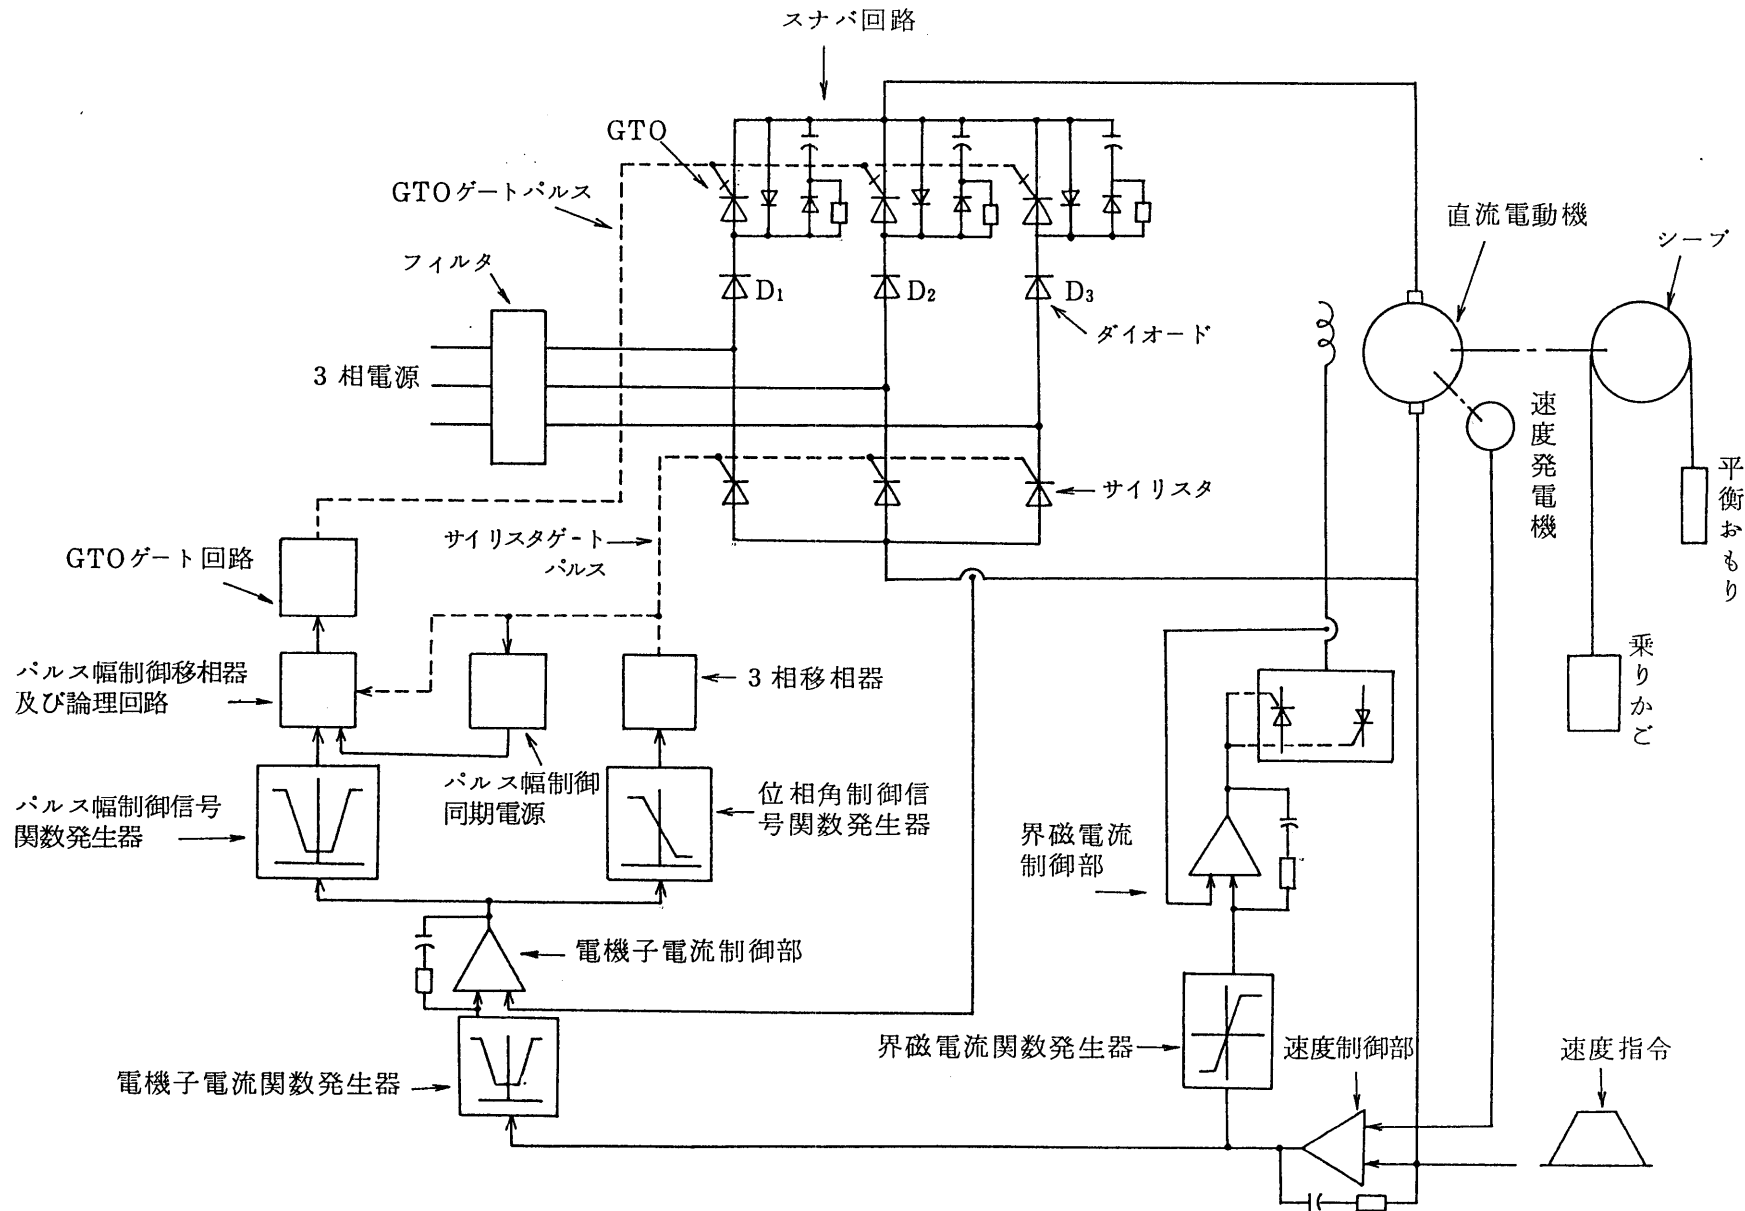 スナバ回路
GTO
GTOゲートパルス
直流電動機
シーブ
フィルタ
D1
D2
D3
ダイオード
3相電源
速度発電機
平衡おもり
サイリスタ
サイリスタゲート
パルス
GTOゲート回路
乗りかご
パルス幅制御移相器
及び論理回路
3相移相器
パルス幅制御
同期電源
位相角制御信
号関数発生器
パルス幅制御信号
関数発生器
界磁電流
制御部
電機子電流制御部
界磁電流関数発生器
速度制御部
速度指令
電機子電流関数発生器